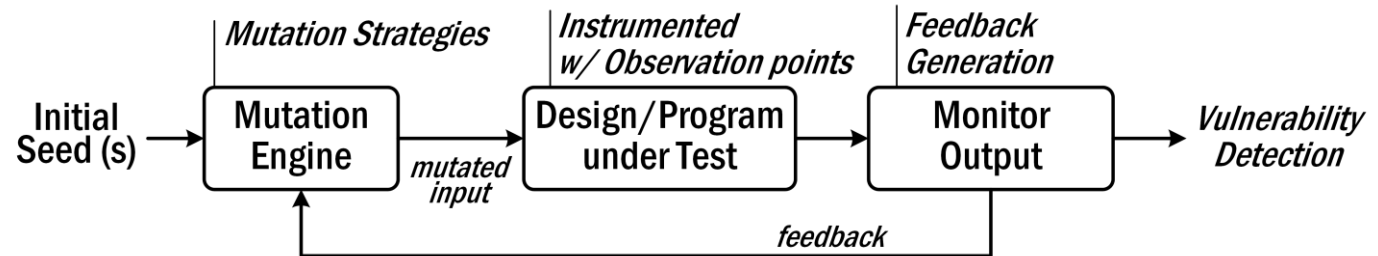 Mutation Strategies
Instrumented
w/ Observation points
Feedback
Generation
Initial
Seed (s)
Mutation
Engine
mutated
input
Design/Program
under Test
Monitor
Output
Vulnerability
Detection
feedback